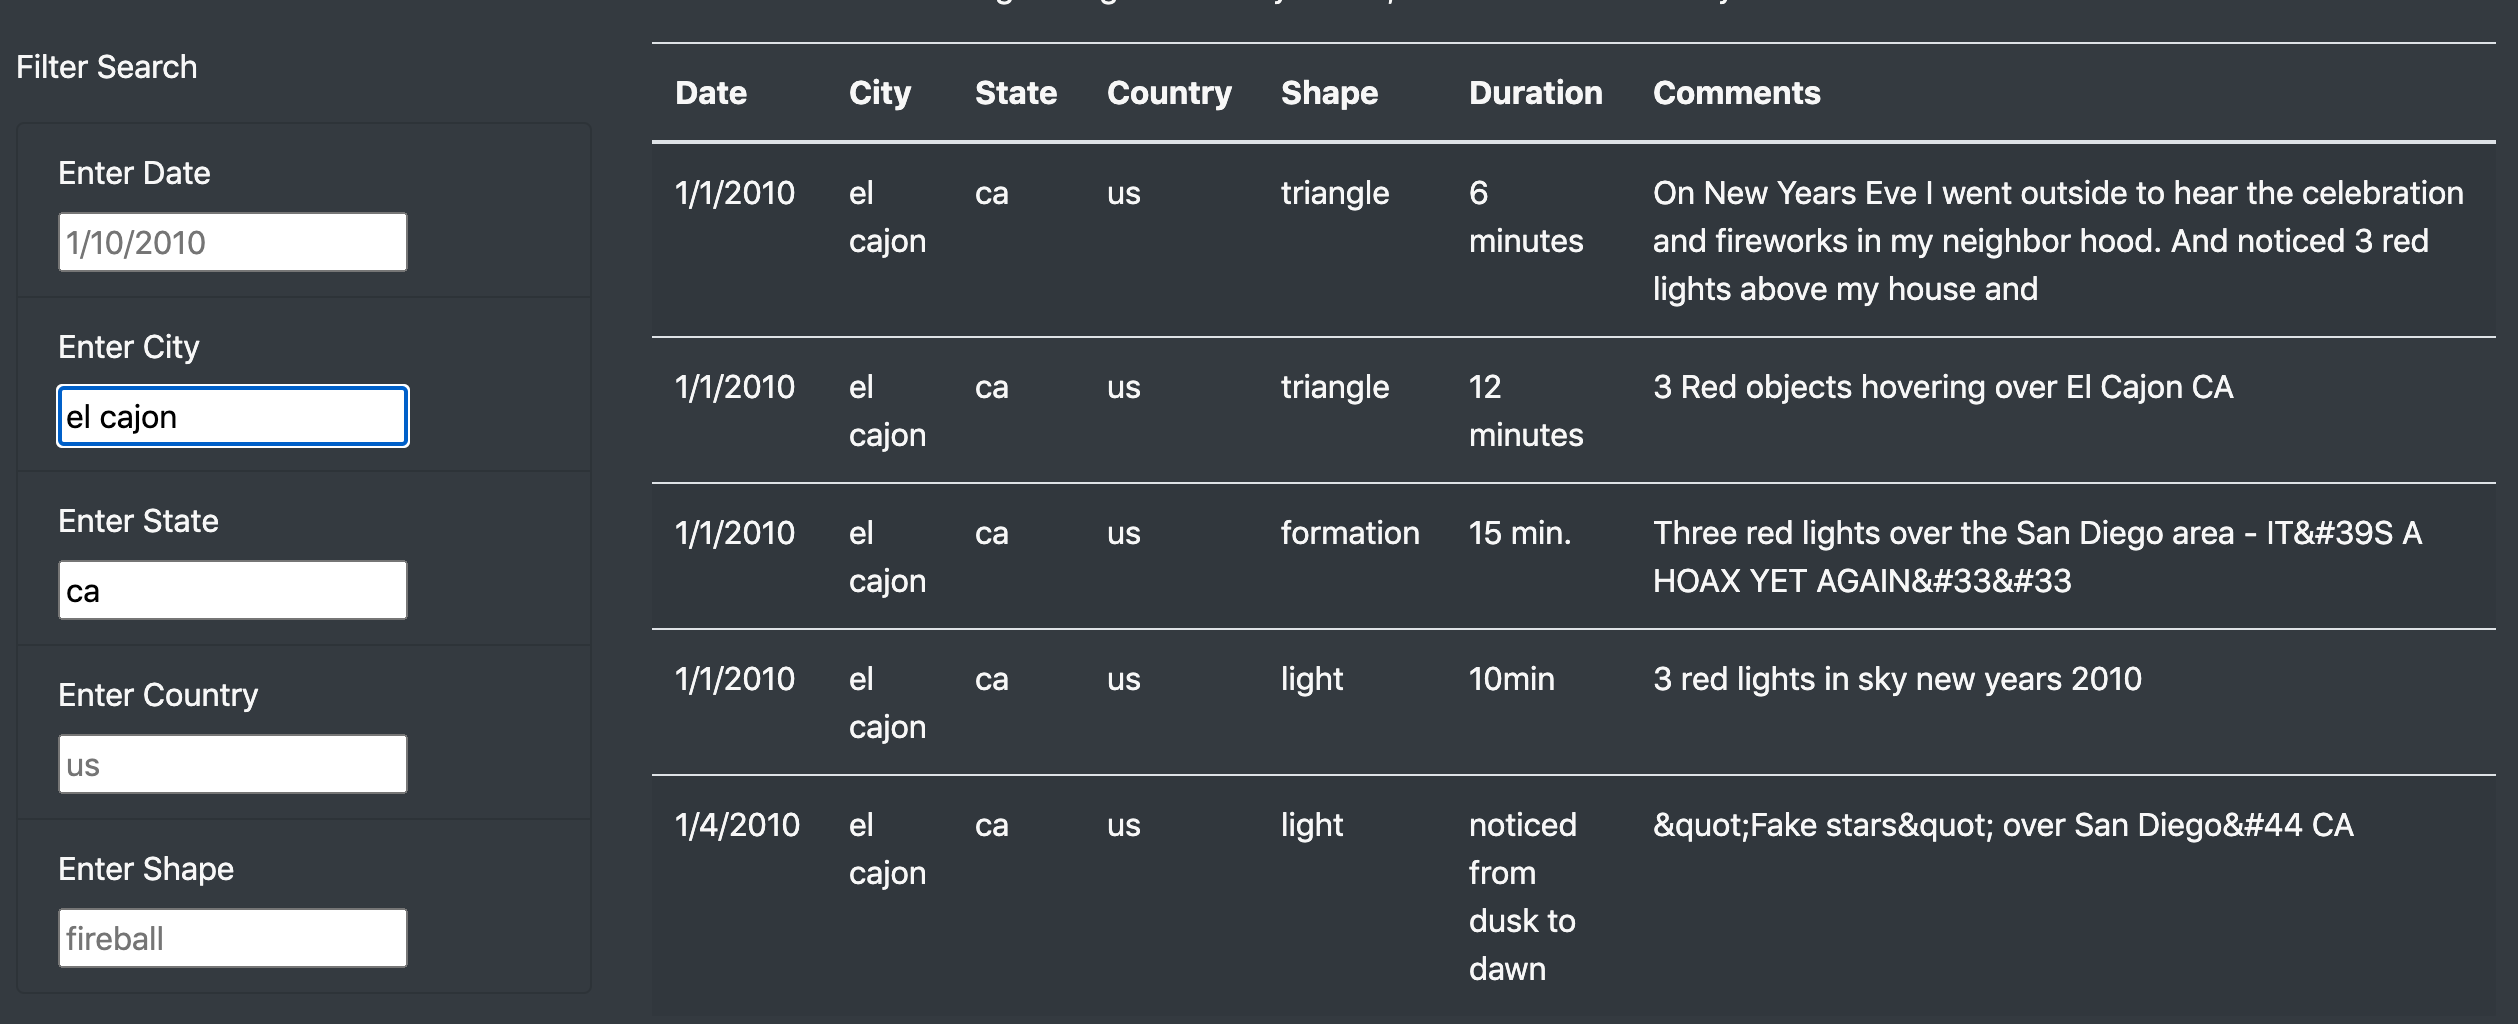 Filter Search
Enter Date
1/10/2010
Enter City
el cajon
Enter State
ca
Enter Country
us
Enter Shape
fireball
Date City State Country Shape Duration Comments
1/1/2010 el ca us triangle 6 On New Years Eve I went outside to hear the celebration
cajon minutes and fireworks in my neighbor hood. And noticed 3 red
lights above my house and
1/1/2010 el ca us triangle 12 3 Red objects hovering over El Cajon CA
cajon minutes
1/1/2010 el ca us formation 15 min. Three red lights over the San Diego area - IT&#39S A
cajon HOAX YET AGAIN&#33&#33
1/1/2010 el ca us light 10min 3 red lights in sky new years 2010
cajon
1/4/2010 el ca us light noticed &quot;Fake stars&quot; over San Diego&#44 CA
cajon from
dusk to
dawn